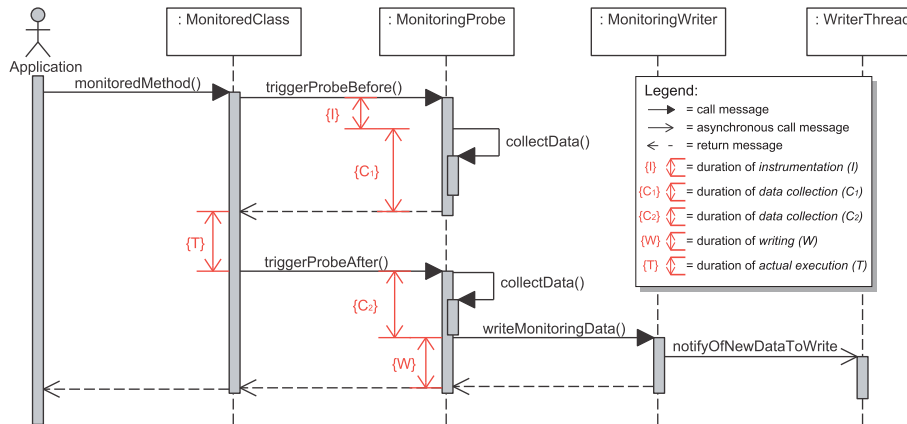 : MonitoredClass
: MonitoringProbe
: MonitoringWriter
: WriterThread
Application
monitoredMethod()
triggerProbeBefore()
{I}
collectData()
{C₁}
{T}
triggerProbeAfter()
collectData()
{C₂}
writeMonitoringData()
{W}
notifyOfNewDataToWrite
Legend:
= call message
= asynchronous call message
= return message
{I} = duration of instrumentation (I)
{C₁} = duration of data collection (C₁)
{C₂} = duration of data collection (C₂)
{W} = duration of writing (W)
{T} = duration of actual execution (T)